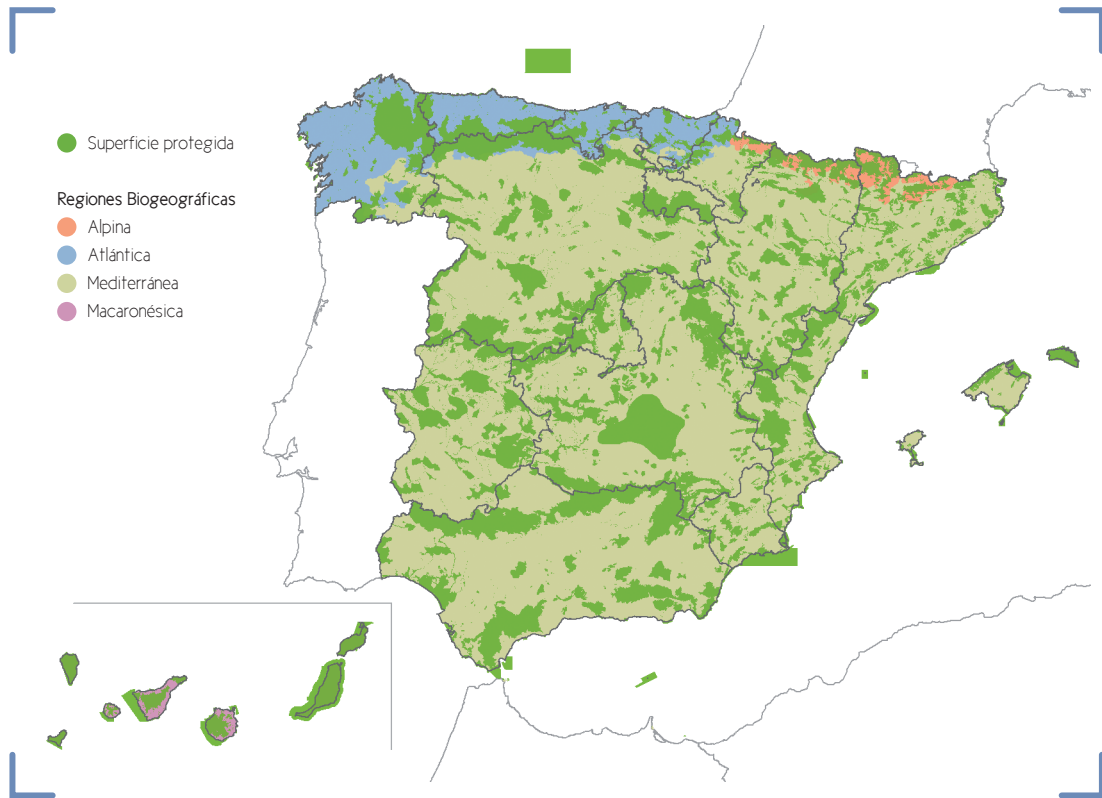 Superficie protegida
Regiones Biogeográficas
Alpina
Atlántica
Mediterránea
Macaronésica